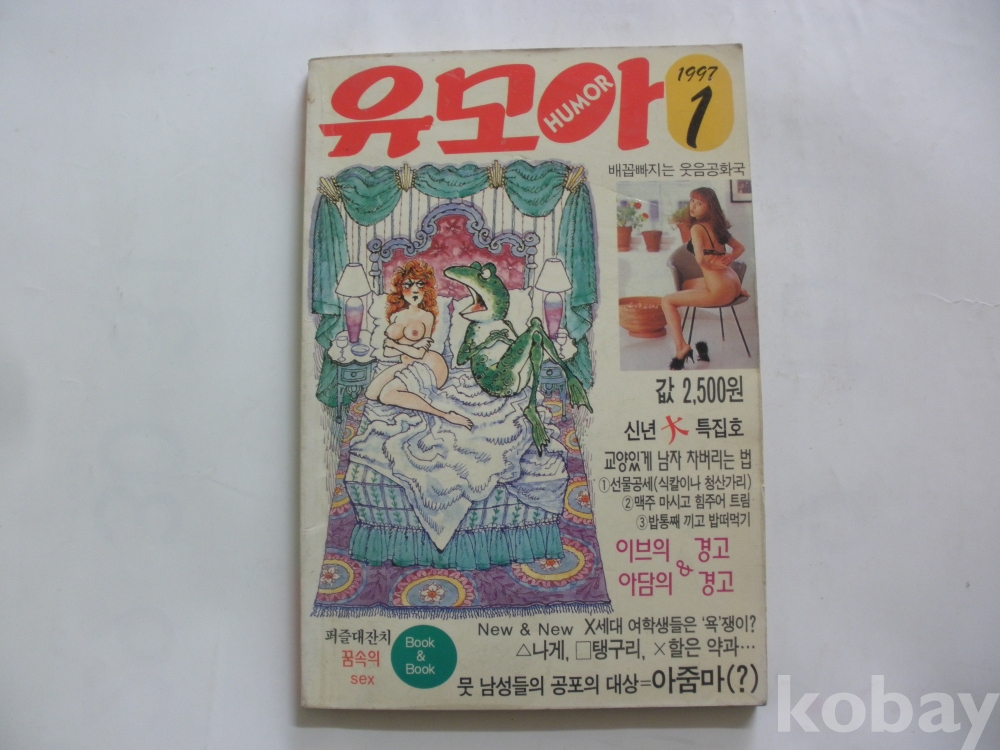 유모아
HUMOR
1997
1
배꼽빠지는 웃음공화국
값 2,500원
신년 大 특집호
교양있게 남자 차버리는 법
①선물공세(식칼이나 청산가리)
②맥주 마시고 힘주어 트림
③밥통째 끼고 밥떠먹기
이브의 경고
&
아담의 경고
New & New X세대 여학생들은 '욕'쟁이?
△나게, □탱구리, ×할은 약과…
뭇 남성들의 공포의 대상=아줌마(?)
퍼즐대잔치
꿈속의
sex
Book
&
Book
kobay